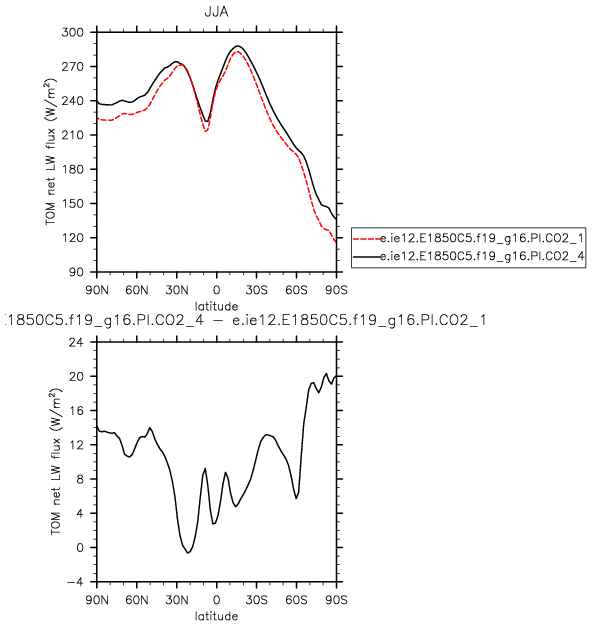 JJA
300
270
240
210
180
150
120
90
TOM net LW flux (W/m²)
90N 60N 30N 0 30S 60S 90S
latitude
e.ie12.E1850C5.f19_g16.PI.CO2_1
e.ie12.E1850C5.f19_g16.PI.CO2_4
:1850C5.f19_g16.PI.CO2_4 − e.ie12.E1850C5.f19_g16.PI.CO2_1
24
20
16
12
8
4
0
−4
TOM net LW flux (W/m²)
90N 60N 30N 0 30S 60S 90S
latitude